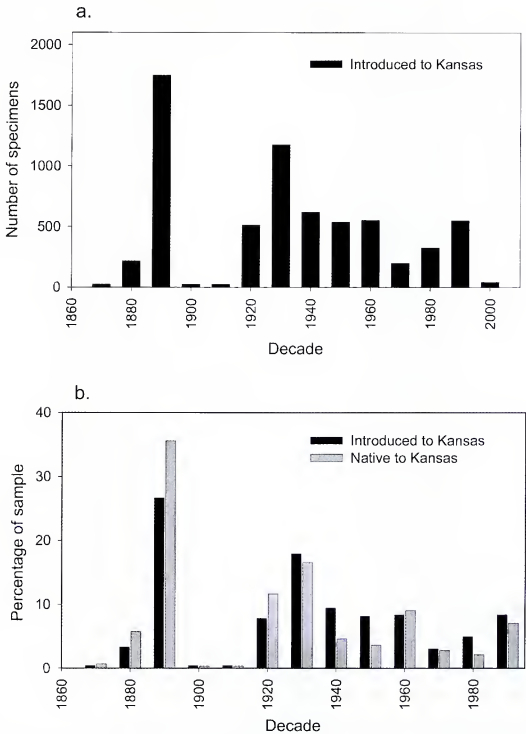 a.
2000
1500
1000
500
0
Number of specimens
Introduced to Kansas
1860
1880
1900
1920
1940
1960
1980
2000
Decade
b.
40
30
20
10
0
Percentage of sample
Introduced to Kansas
Native to Kansas
1860
1880
1900
1920
1940
1960
1980
Decade